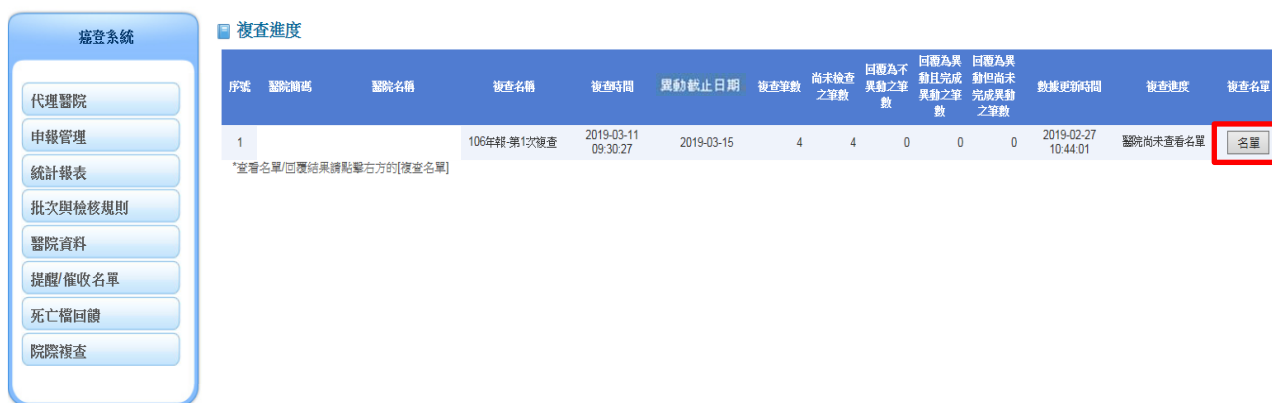 癌登系統
代理醫院
申報管理
統計報表
批次與檢核規則
醫院資料
提醒/催收名單
死亡檔回饋
院際複查
複查進度
序號 醫院簡碼 醫院名稱 複查名稱 複查時間 異動截止日期 複查筆數 尚未檢查之筆數 回覆為不異動之筆數 回覆為異動且完成異動之筆數 回覆為異動但尚未完成異動之筆數 數據更新時間 複查進度 複查名單
1 106年報-第1次複查 2019-03-11 09:30:27 2019-03-15 4 4 0 0 0 2019-02-27 10:44:01 醫院尚未查看名單 名單
*查看名單/回覆結果請點擊右方的[複查名單]